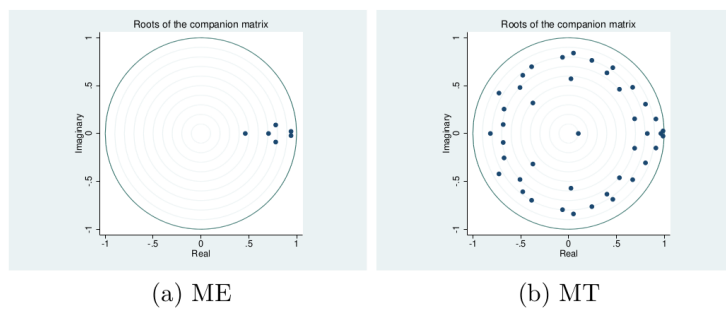 Roots of the companion matrix
Imaginary
1
.5
0
-.5
-1
-1
-.5
0
.5
1
Real
(a) ME
Roots of the companion matrix
Imaginary
1
.5
0
-.5
-1
-1
-.5
0
.5
1
Real
(b) MT